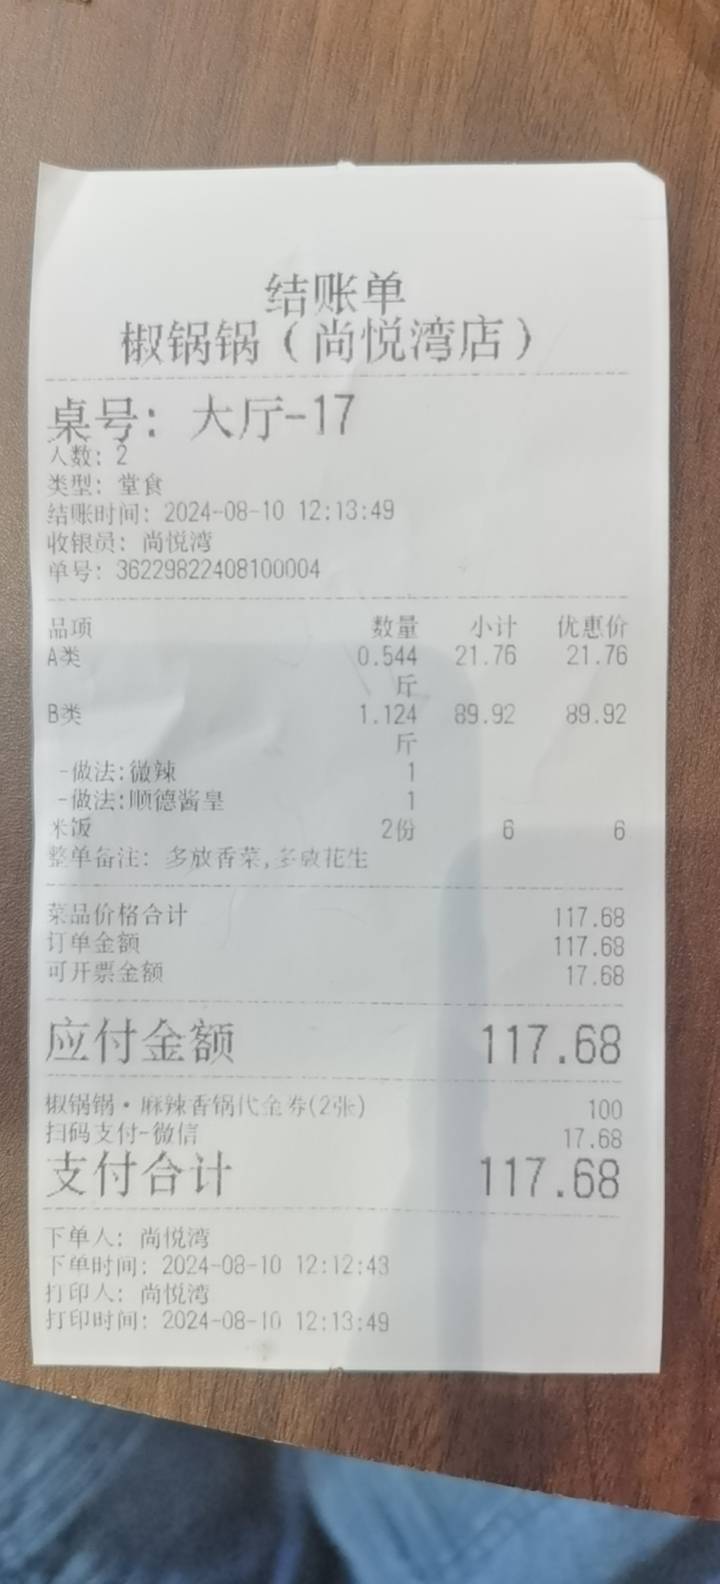 结账单
椒锅锅（尚悦湾店）
桌号：大厅-17
人数：2
类型：堂食
结账时间：2024-08-10 12:13:49
收银员：尚悦湾
单号：36229822408100004
品项 数量 小计 优惠价
A类 0.544 21.76 21.76
斤
B类 1.124 89.92 89.92
斤
-做法:微辣 1
-做法:顺德酱皇 1
米饭 2份 6 6
整单备注：多放香菜,多放花生
菜品价格合计 117.68
订单金额 117.68
可开票金额 17.68
应付金额 117.68
椒锅锅·麻辣香锅代金券(2张) 100
扫码支付-微信 17.68
支付合计 117.68
下单人：尚悦湾
下单时间：2024-08-10 12:12:43
打印人：尚悦湾
打印时间：2024-08-10 12:13:49